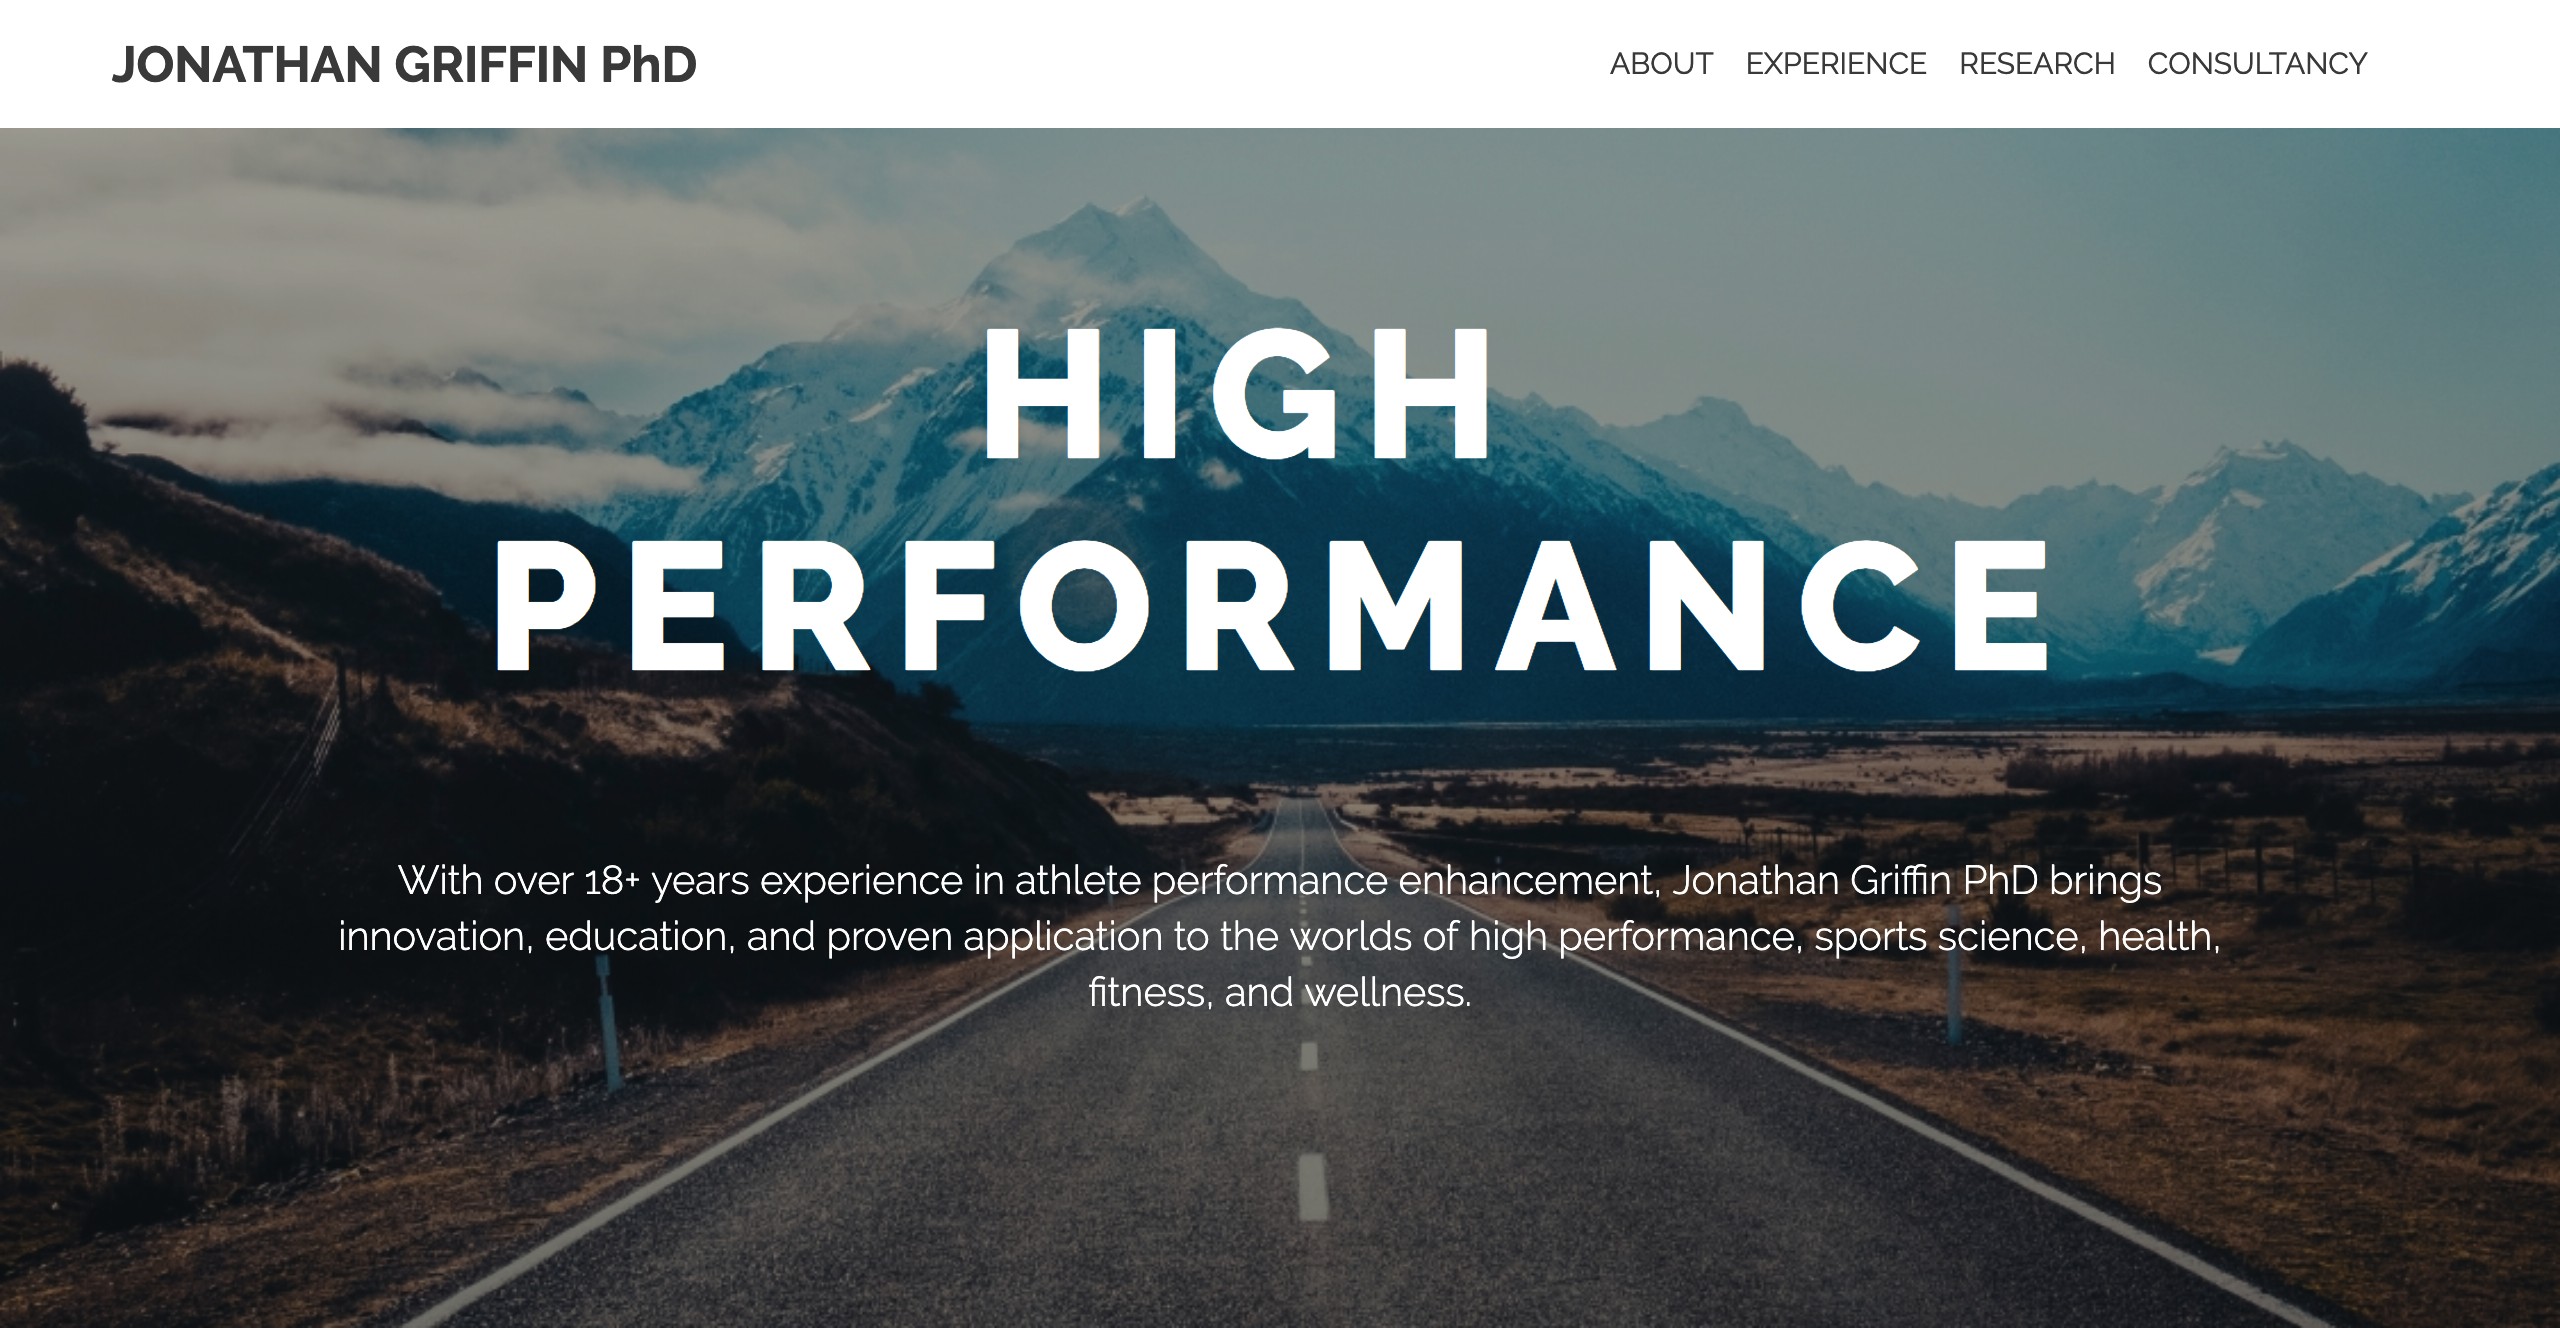 JONATHAN GRIFFIN PhD
ABOUT EXPERIENCE RESEARCH CONSULTANCY
HIGH
PERFORMANCE
With over 18+ years experience in athlete performance enhancement, Jonathan Griffin PhD brings
innovation, education, and proven application to the worlds of high performance, sports science, health,
fitness, and wellness.